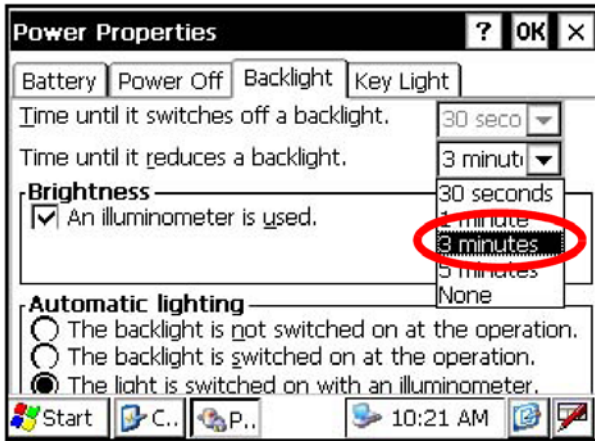 Power Properties ? OK ×
Battery Power Off Backlight Key Light
Time until it switches off a backlight. 30 seco
Time until it reduces a backlight. 3 minut
30 seconds
Brightness
An illuminometer is used.
1 minute
3 minutes
5 minutes
None
Automatic lighting
The backlight is not switched on at the operation.
The backlight is switched on at the operation.
The light is switched on with an illuminometer.
Start C.. P.. 10:21 AM